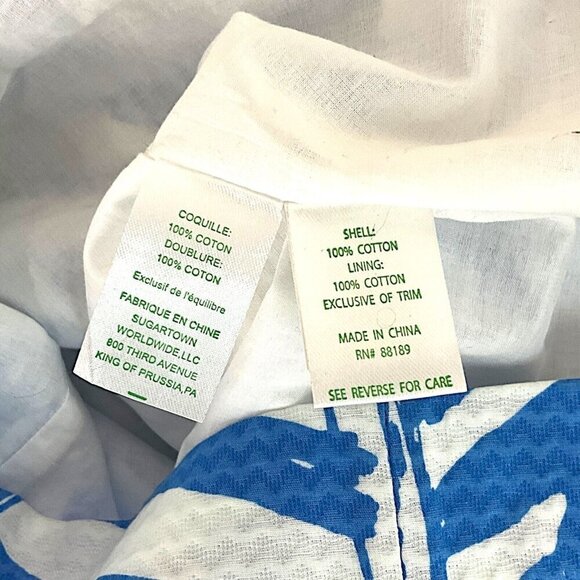 COQUILLE:
100% COTON
DOUBLURE:
100% COTON
Exclusif de l'équilibre
FABRIQUE EN CHINE
SUGARTOWN
WORLDWIDE,LLC
800 THIRD AVENUE
KING OF PRUSSIA,PA
SHELL:
100% COTTON
LINING:
100% COTTON
EXCLUSIVE OF TRIM
MADE IN CHINA
RN# 88189
SEE REVERSE FOR CARE